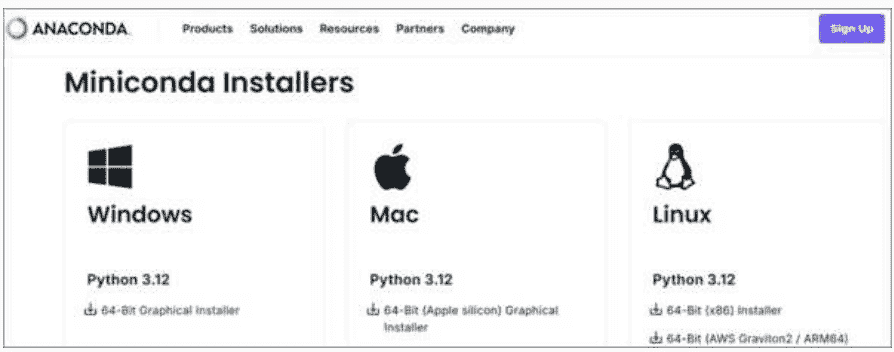 ANACONDA. Products Solutions Resources Partners Company Sign Up
Miniconda Installers
Windows
Python 3.12
64-Bit Graphical Installer
Mac
Python 3.12
64-Bit (Apple silicon) Graphical
Installer
Linux
Python 3.12
64-Bit (x86) Installer
64-Bit (AWS Graviton2 / ARM64)